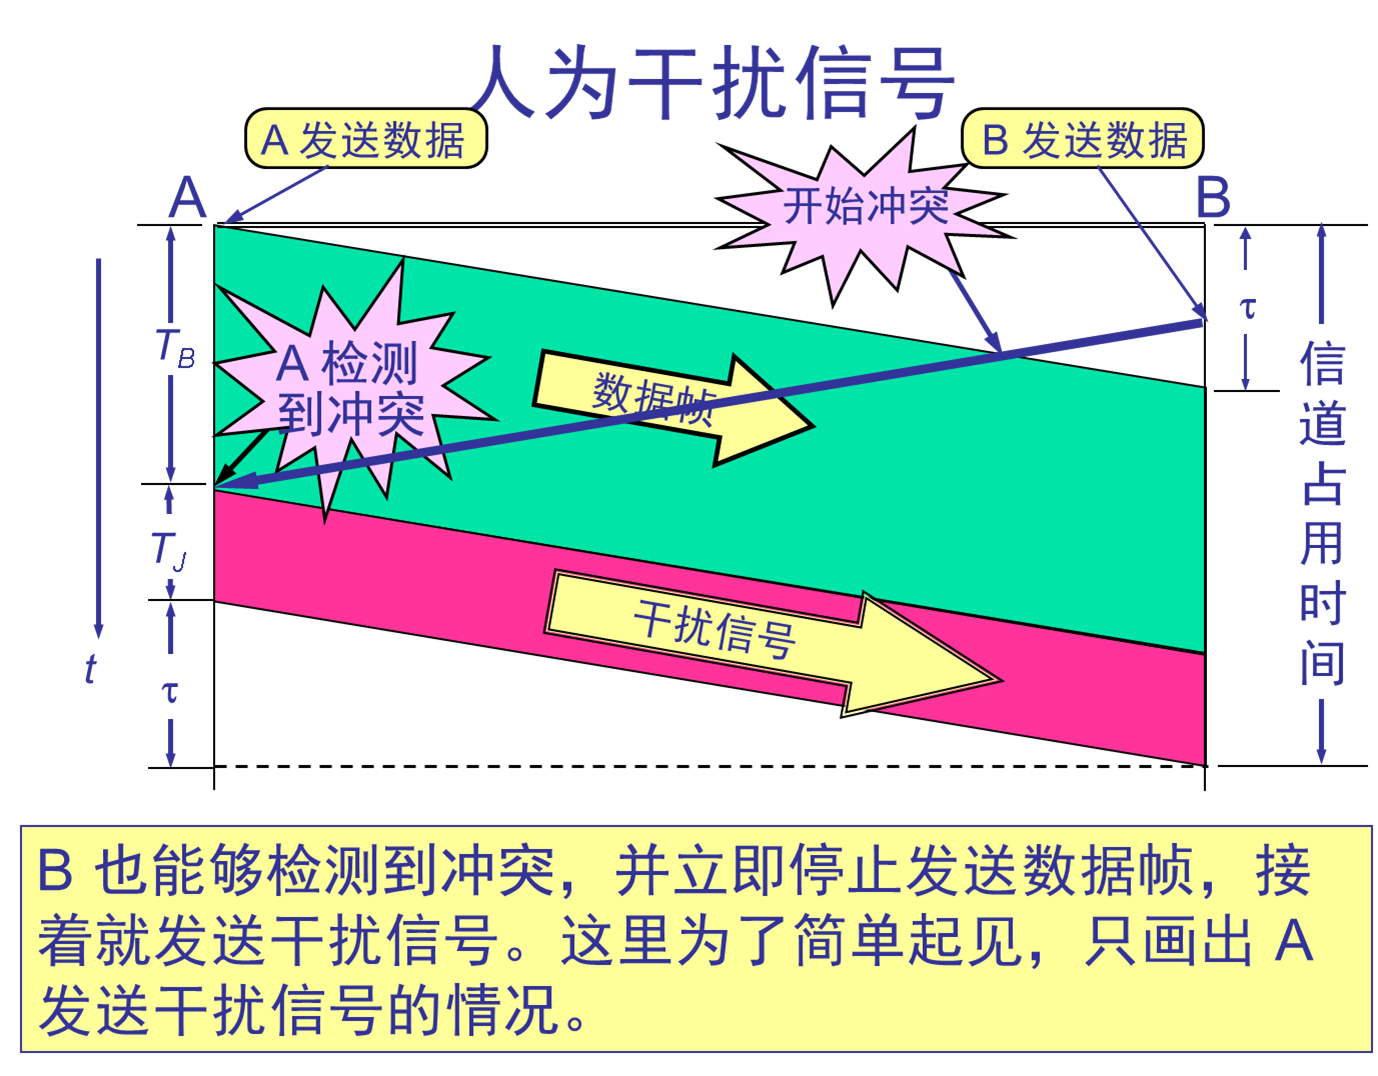 人为干扰信号
A 发送数据
B 发送数据
A
B
开始冲突
A 检测
到冲突
数据帧
干扰信号
T_B
T_J
τ
t
τ
信
道
占
用
时
间
B 也能够检测到冲突，并立即停止发送数据帧，接
着就发送干扰信号。这里为了简单起见，只画出 A
发送干扰信号的情况。